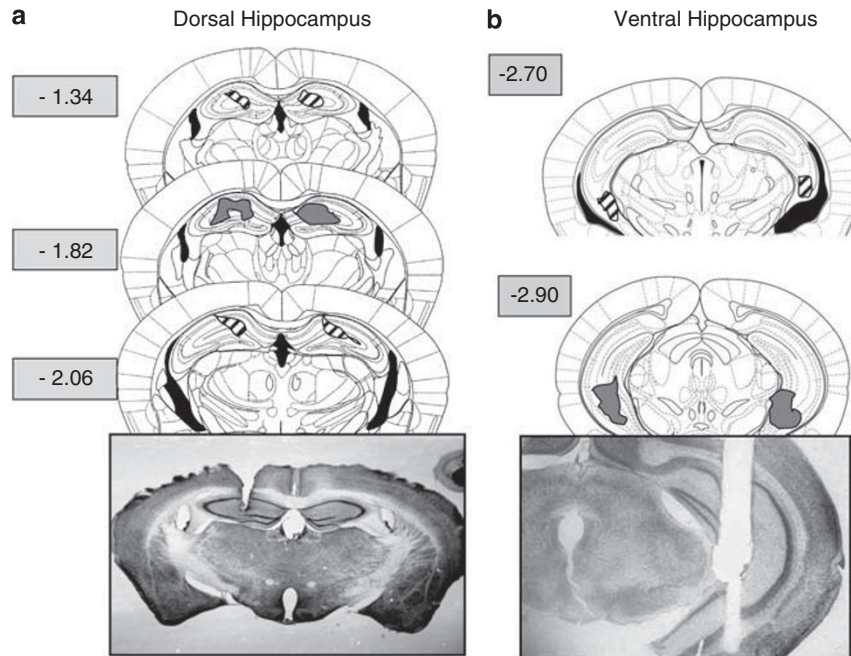 a
Dorsal Hippocampus
- 1.34
- 1.82
- 2.06
b
Ventral Hippocampus
-2.70
-2.90